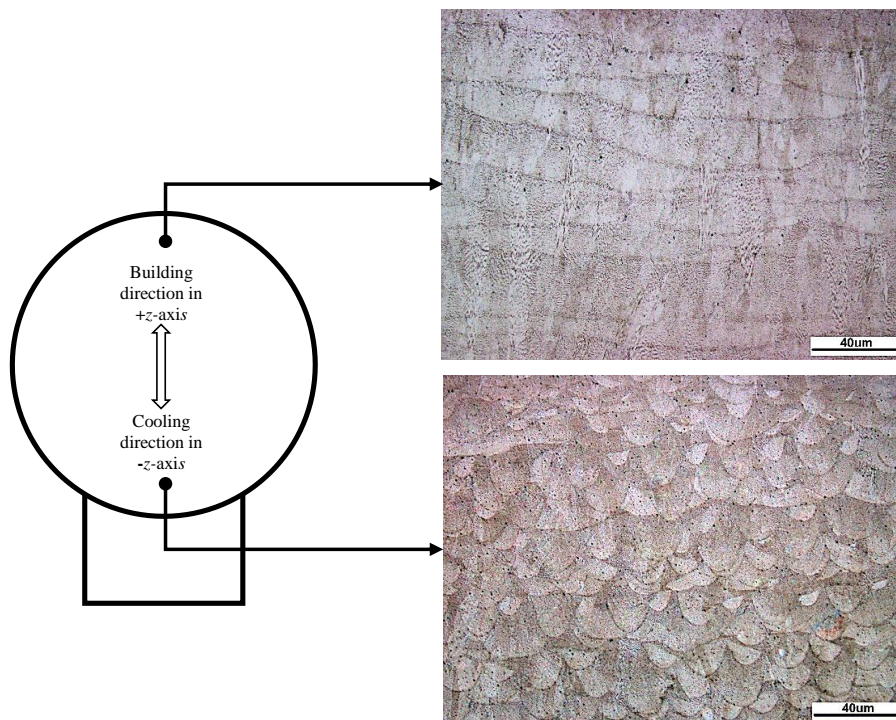 Building
direction in
+z-axis
Cooling
direction in
-z-axis
40um
40um